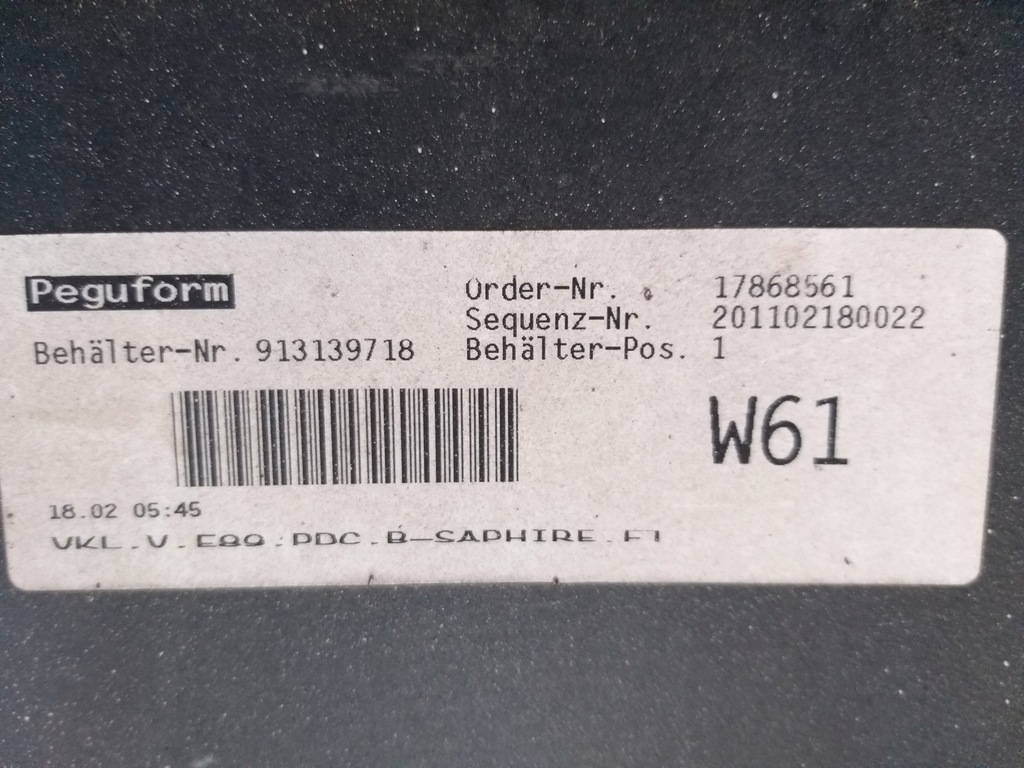 Peguform
Order-Nr. 17868561
Sequenz-Nr. 201102180022
Behälter-Nr. 913139718 Behälter-Pos. 1
W61
18.02 05:45
VKL.V.E89.PDC.B-SAPHIRE.